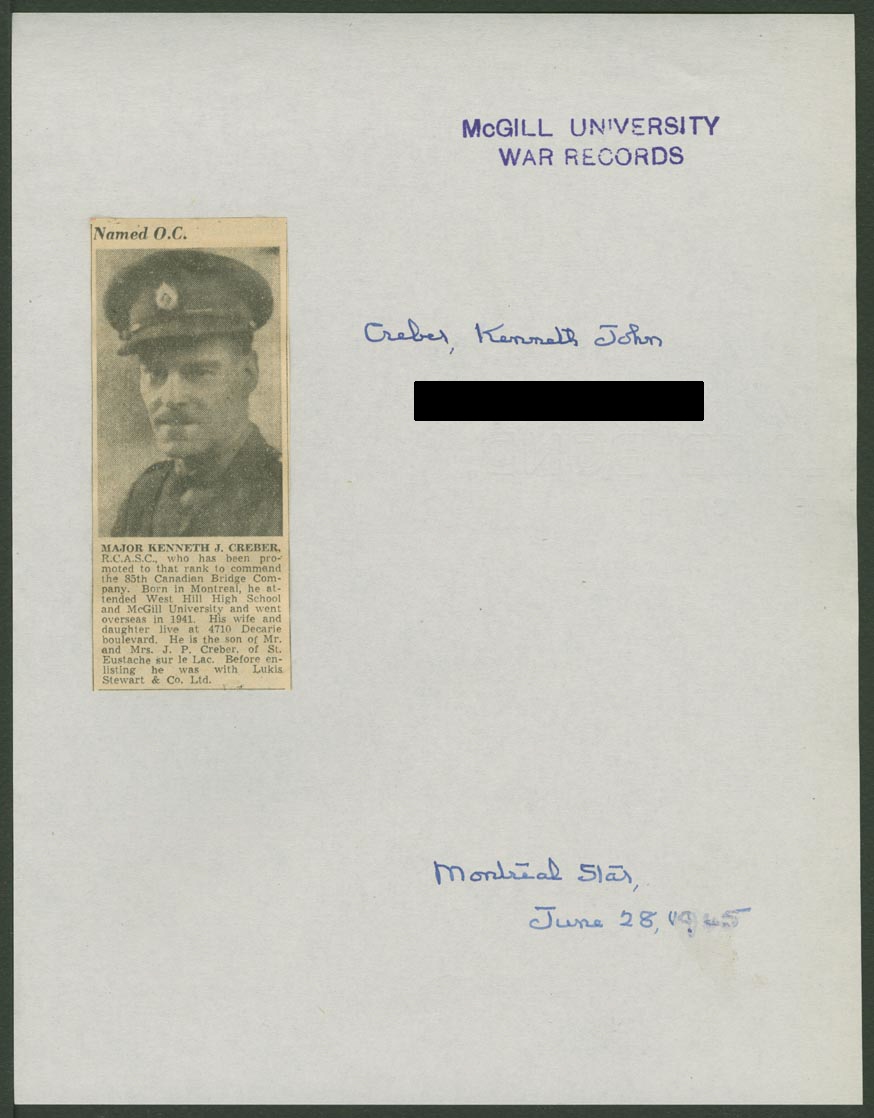 McGILL UNIVERSITY
WAR RECORDS
Named O.C.
Creber, Kenneth John
MAJOR KENNETH J. CREBER,
R.C.A.S.C., who has been pro-
moted to that rank to command
the 85th Canadian Bridge Com-
pany. Born in Montreal, he at-
tended West Hill High School
and McGill University and went
overseas in 1941. His wife and
daughter live at 4710 Decarie
boulevard. He is the son of Mr.
and Mrs. J. P. Creber, of St.
Eustache sur le Lac. Before en-
listing he was with Lukis
Stewart & Co. Ltd.
Montreal Star,
June 28, 1945